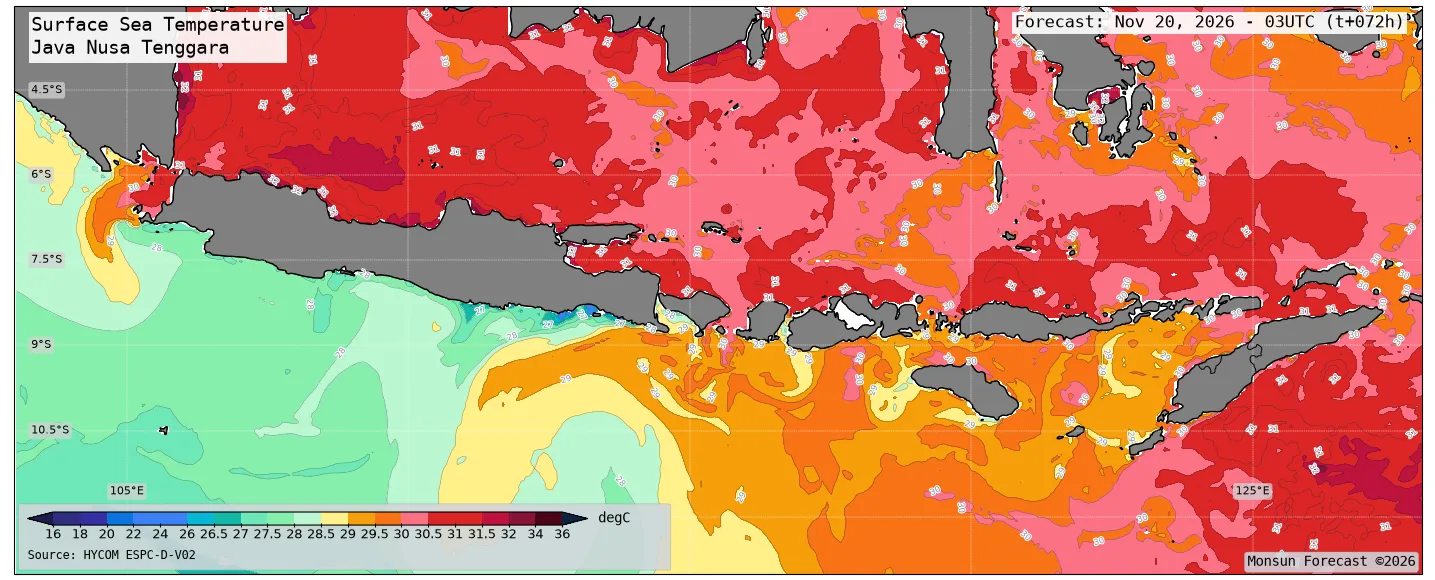 Surface Sea Temperature
Java Nusa Tenggara
Forecast: Nov 20, 2026 - 03UTC (t+072h)
4.5°S
6°S
7.5°S
9°S
10.5°S
105°E
125°E
degC
16 18 20 22 24 26 26.5 27 27.5 28 28.5 29 29.5 30 30.5 31 31.5 32 34 36
Source: HYCOM ESPC-D-V02
Monsun Forecast ©2026